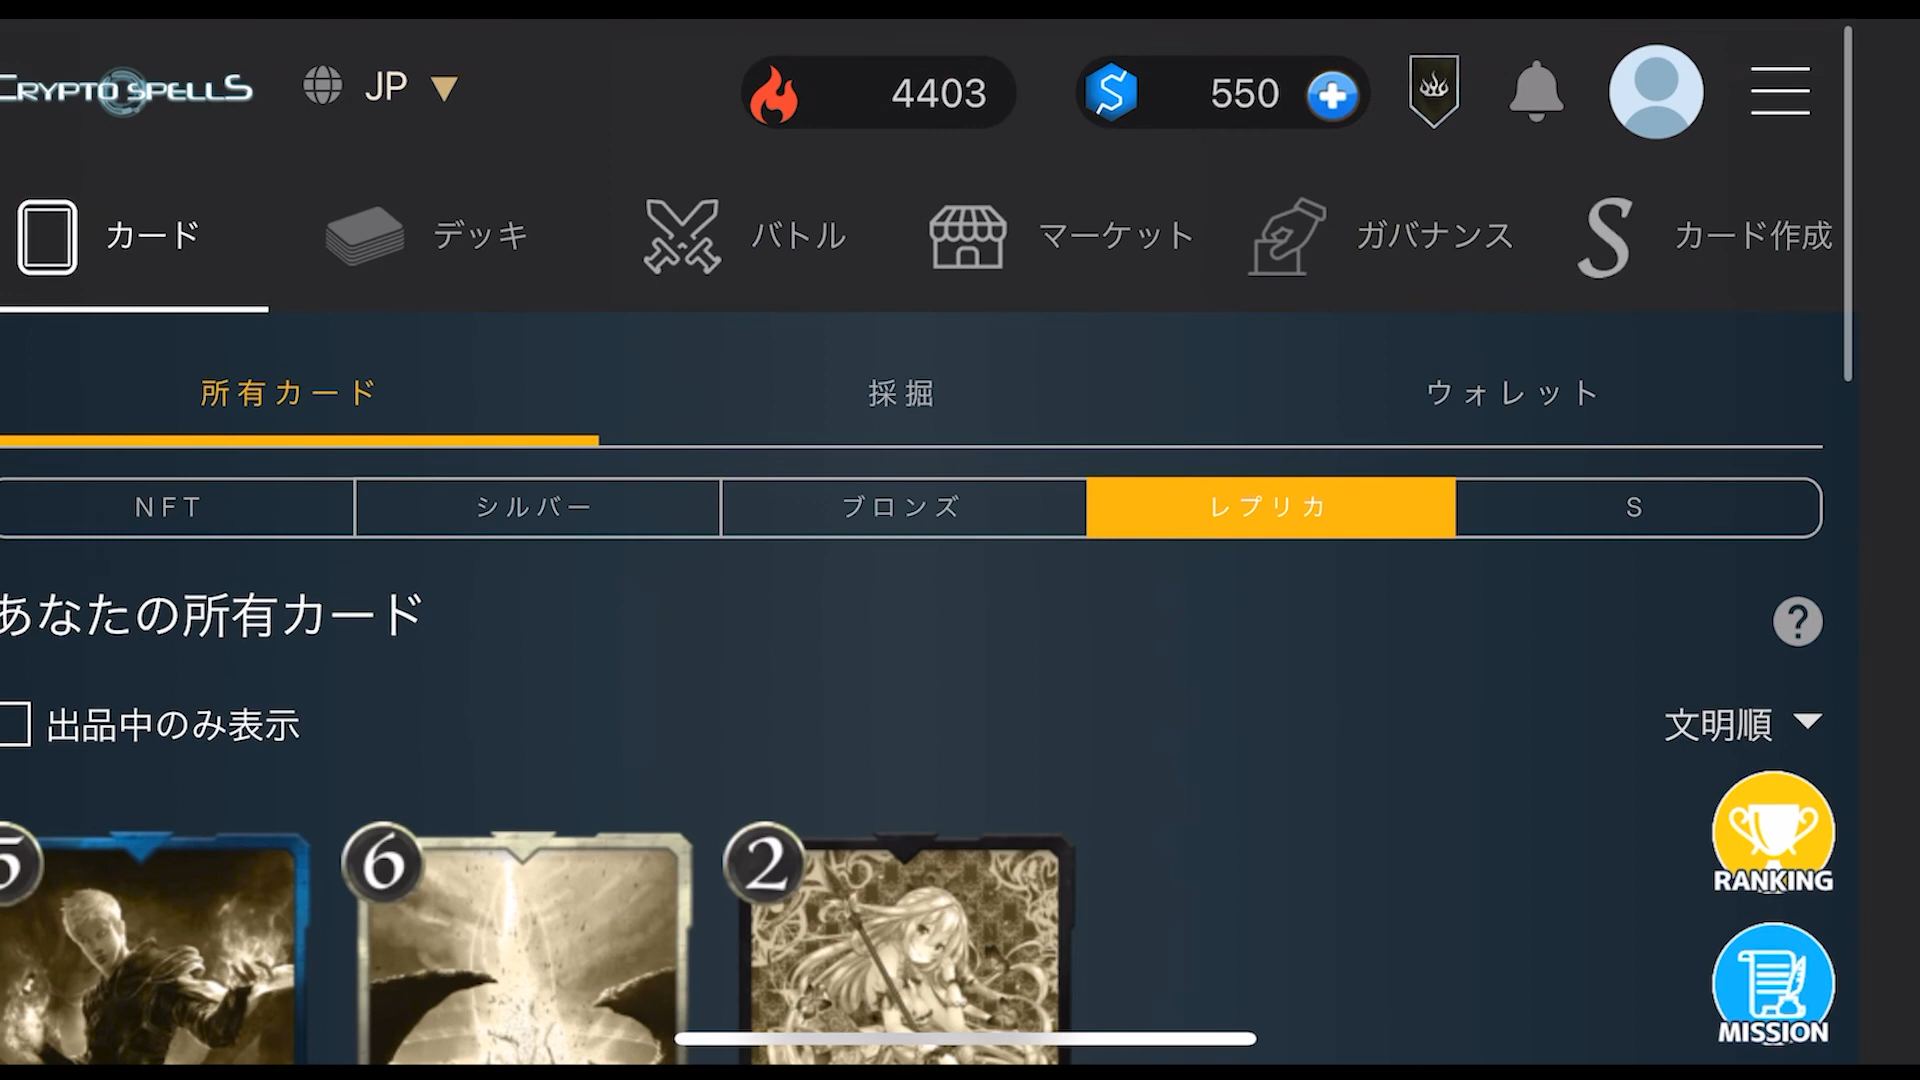 CRYPTO SPELLS JP 4403 550
カード デッキ バトル マーケット ガバナンス カード作成
所有カード 採掘 ウォレット
NFT シルバー ブロンズ レプリカ S
あなたの所有カード ?
出品中のみ表示 文明順
RANKING
5 6 2
MISSION